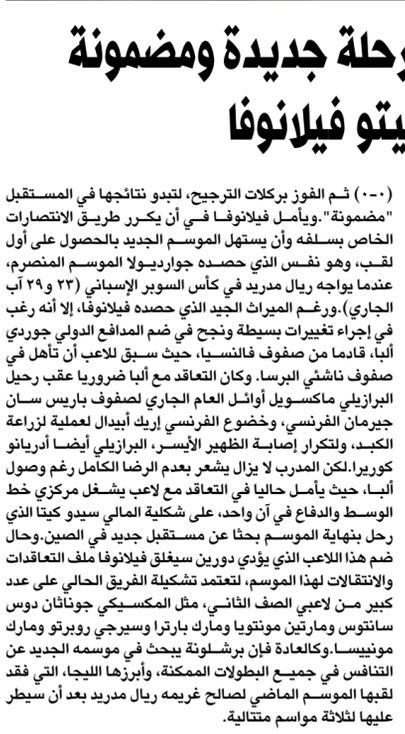 رحلة جديدة ومضمونة
يتو فيلانوفا
(٠-٠) ثم الفوز بركلات الترجيح، لتبدو نتائجها في المستقبل
"مضمونة".ويأمل فيلانوفا في أن يكرر طريق الانتصارات
الخاص بسلفه وأن يستهل الموسم الجديد بالحصول على أول
لقب، وهو نفس الذي حصده جوارديولا الموسم المنصرم،
عندما يواجه ريال مدريد في كأس السوبر الإسباني (٢٣ و٢٩ آب
الجاري).ورغم الميراث الجيد الذي حصده فيلانوفا، إلا أنه رغب
في إجراء تغييرات بسيطة ونجح في ضم المدافع الدولي جوردي
ألبا، قادما من صفوف فالنسيا، حيث سبق للاعب أن تأهل في
صفوف ناشئي البرسا. وكان التعاقد مع ألبا ضروريا عقب رحيل
البرازيلي ماكسويل أوائل العام الجاري لصفوف باريس سان
جيرمان الفرنسي، وخضوع الفرنسي إريك أبيدال لعملية لزراعة
الكبد، ولتكرار إصابة الظهير الأيسر، البرازيلي أيضا أدريانو
كوريرا.لكن المدرب لا يزال يشعر بعدم الرضا الكامل رغم وصول
ألبا، حيث يأمل حاليا في التعاقد مع لاعب يشغل مركزي خط
الوسط والدفاع في آن واحد، على شكلية المالي سيدو كيتا الذي
رحل بنهاية الموسم بحثا عن مستقبل جديد في الصين.وحال
ضم هذا اللاعب الذي يؤدي دورين سيغلق فيلانوفا ملف التعاقدات
والانتقالات لهذا الموسم، لتعتمد تشكيلة الفريق الحالي على عدد
كبير من لاعبي الصف الثاني، مثل المكسيكي جوناثان دوس
سانتوس ومارتين مونتويا ومارك بارترا وسيرجي روبرتو ومارك
مونييسا.وكالعادة فإن برشلونة يبحث في موسمه الجديد عن
التنافس في جميع البطولات الممكنة، وأبرزها الليجا، التي فقد
لقبها الموسم الماضي لصالح غريمه ريال مدريد بعد أن سيطر
عليها لثلاثة مواسم متتالية.